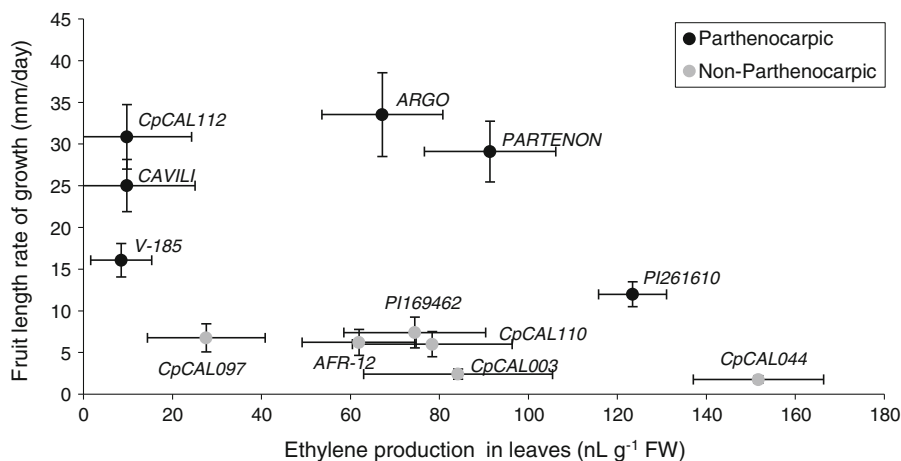 45
40
35
30
25
20
15
10
5
0
Fruit length rate of growth (mm/day)
Parthenocarpic
Non-Parthenocarpic
ARGO
CpCAL112
PARTENON
CAVILI
V-185
PI261610
PI169462
CpCAL110
AFR-12
CpCAL097
CpCAL003
CpCAL044
0 20 40 60 80 100 120 140 160 180
Ethylene production in leaves (nL g-1 FW)